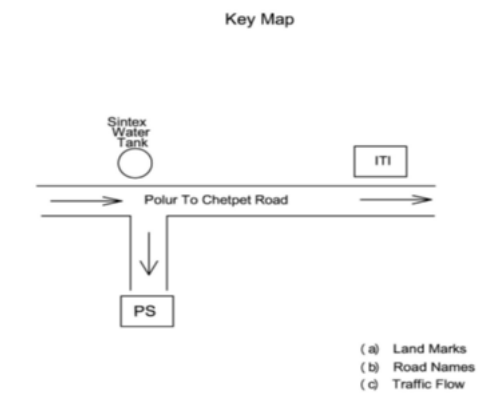 Key Map
Sintex
Water
Tank
ITI
Polur To Chetpet Road
PS
(a) Land Marks
(b) Road Names
(c) Traffic Flow